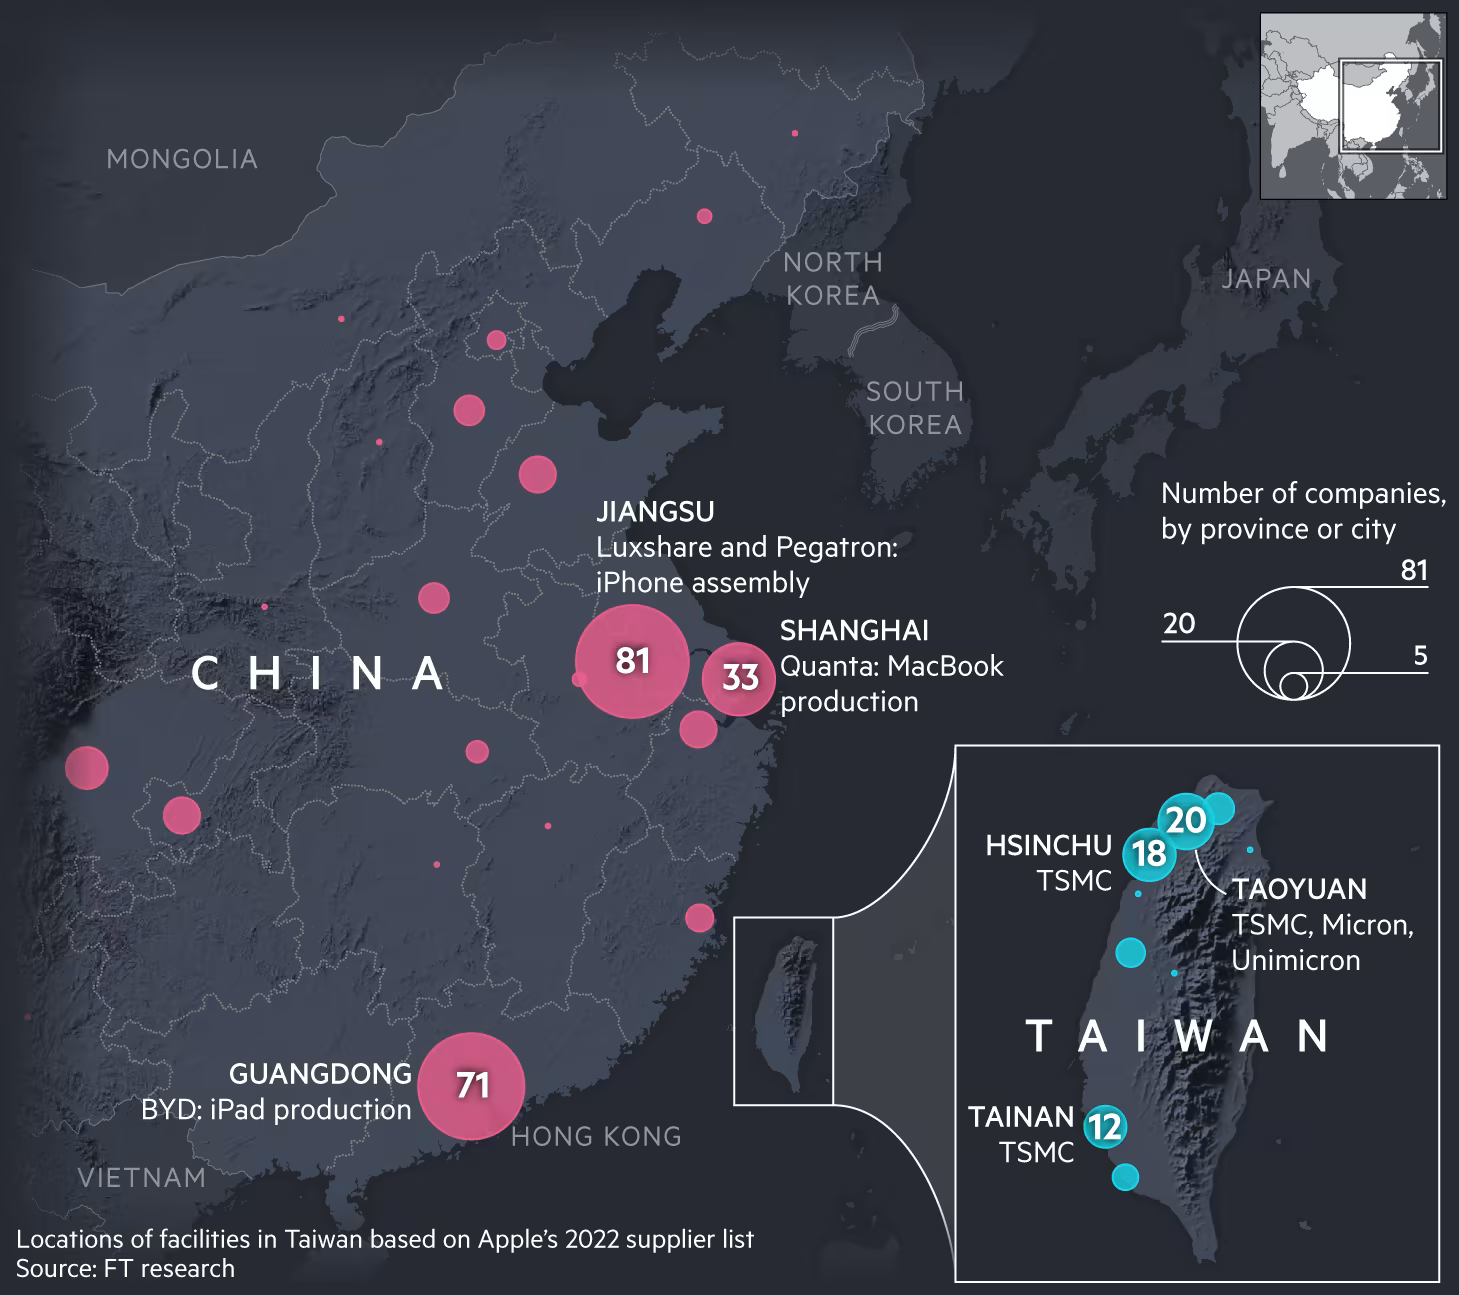 MONGOLIA
NORTH
KOREA
JAPAN
SOUTH
KOREA
Number of companies,
by province or city
81
20
5
JIANGSU
Luxshare and Pegatron:
iPhone assembly
81
SHANGHAI
Quanta: MacBook
production
33
CHINA
HSINCHU
TSMC
18
20
TAOYUAN
TSMC, Micron,
Unimicron
TAIWAN
TAINAN
TSMC
12
GUANGDONG
BYD: iPad production
71
HONG KONG
VIETNAM
Locations of facilities in Taiwan based on Apple’s 2022 supplier list
Source: FT research